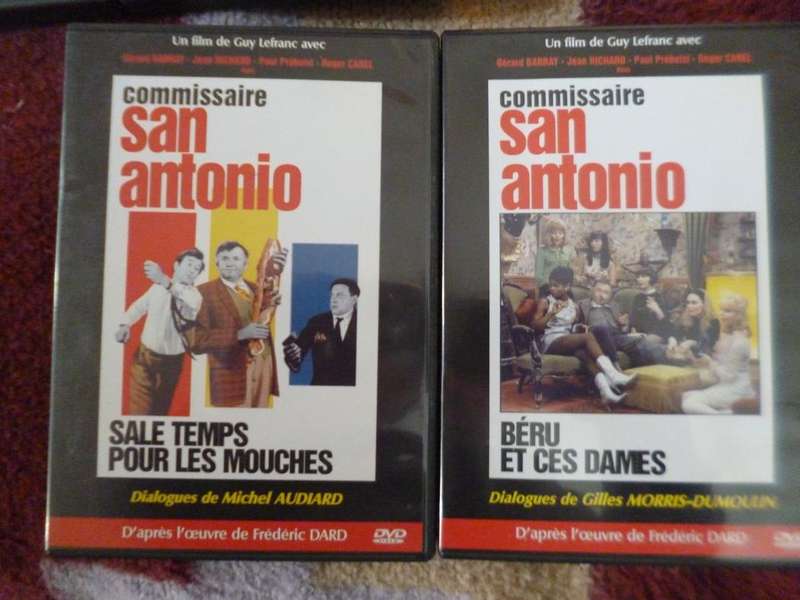 Un film de Guy Lefranc avec
Gérard BARRAY - Jean RICHARD - Paul Préboist - Roger CAREL
commissaire
san
antonio
SALE TEMPS
POUR LES MOUCHES
Dialogues de Michel AUDIARD
D'après l'œuvre de Frédéric DARD
DVD
Un film de Guy Lefranc avec
Gérard BARRAY - Jean RICHARD - Paul Préboist - Roger CAREL
commissaire
san
antonio
BÉRU
ET CES DAMES
Dialogues de Gilles MORRIS-DUMOULIN
D'après l'œuvre de Frédéric DARD
DVD